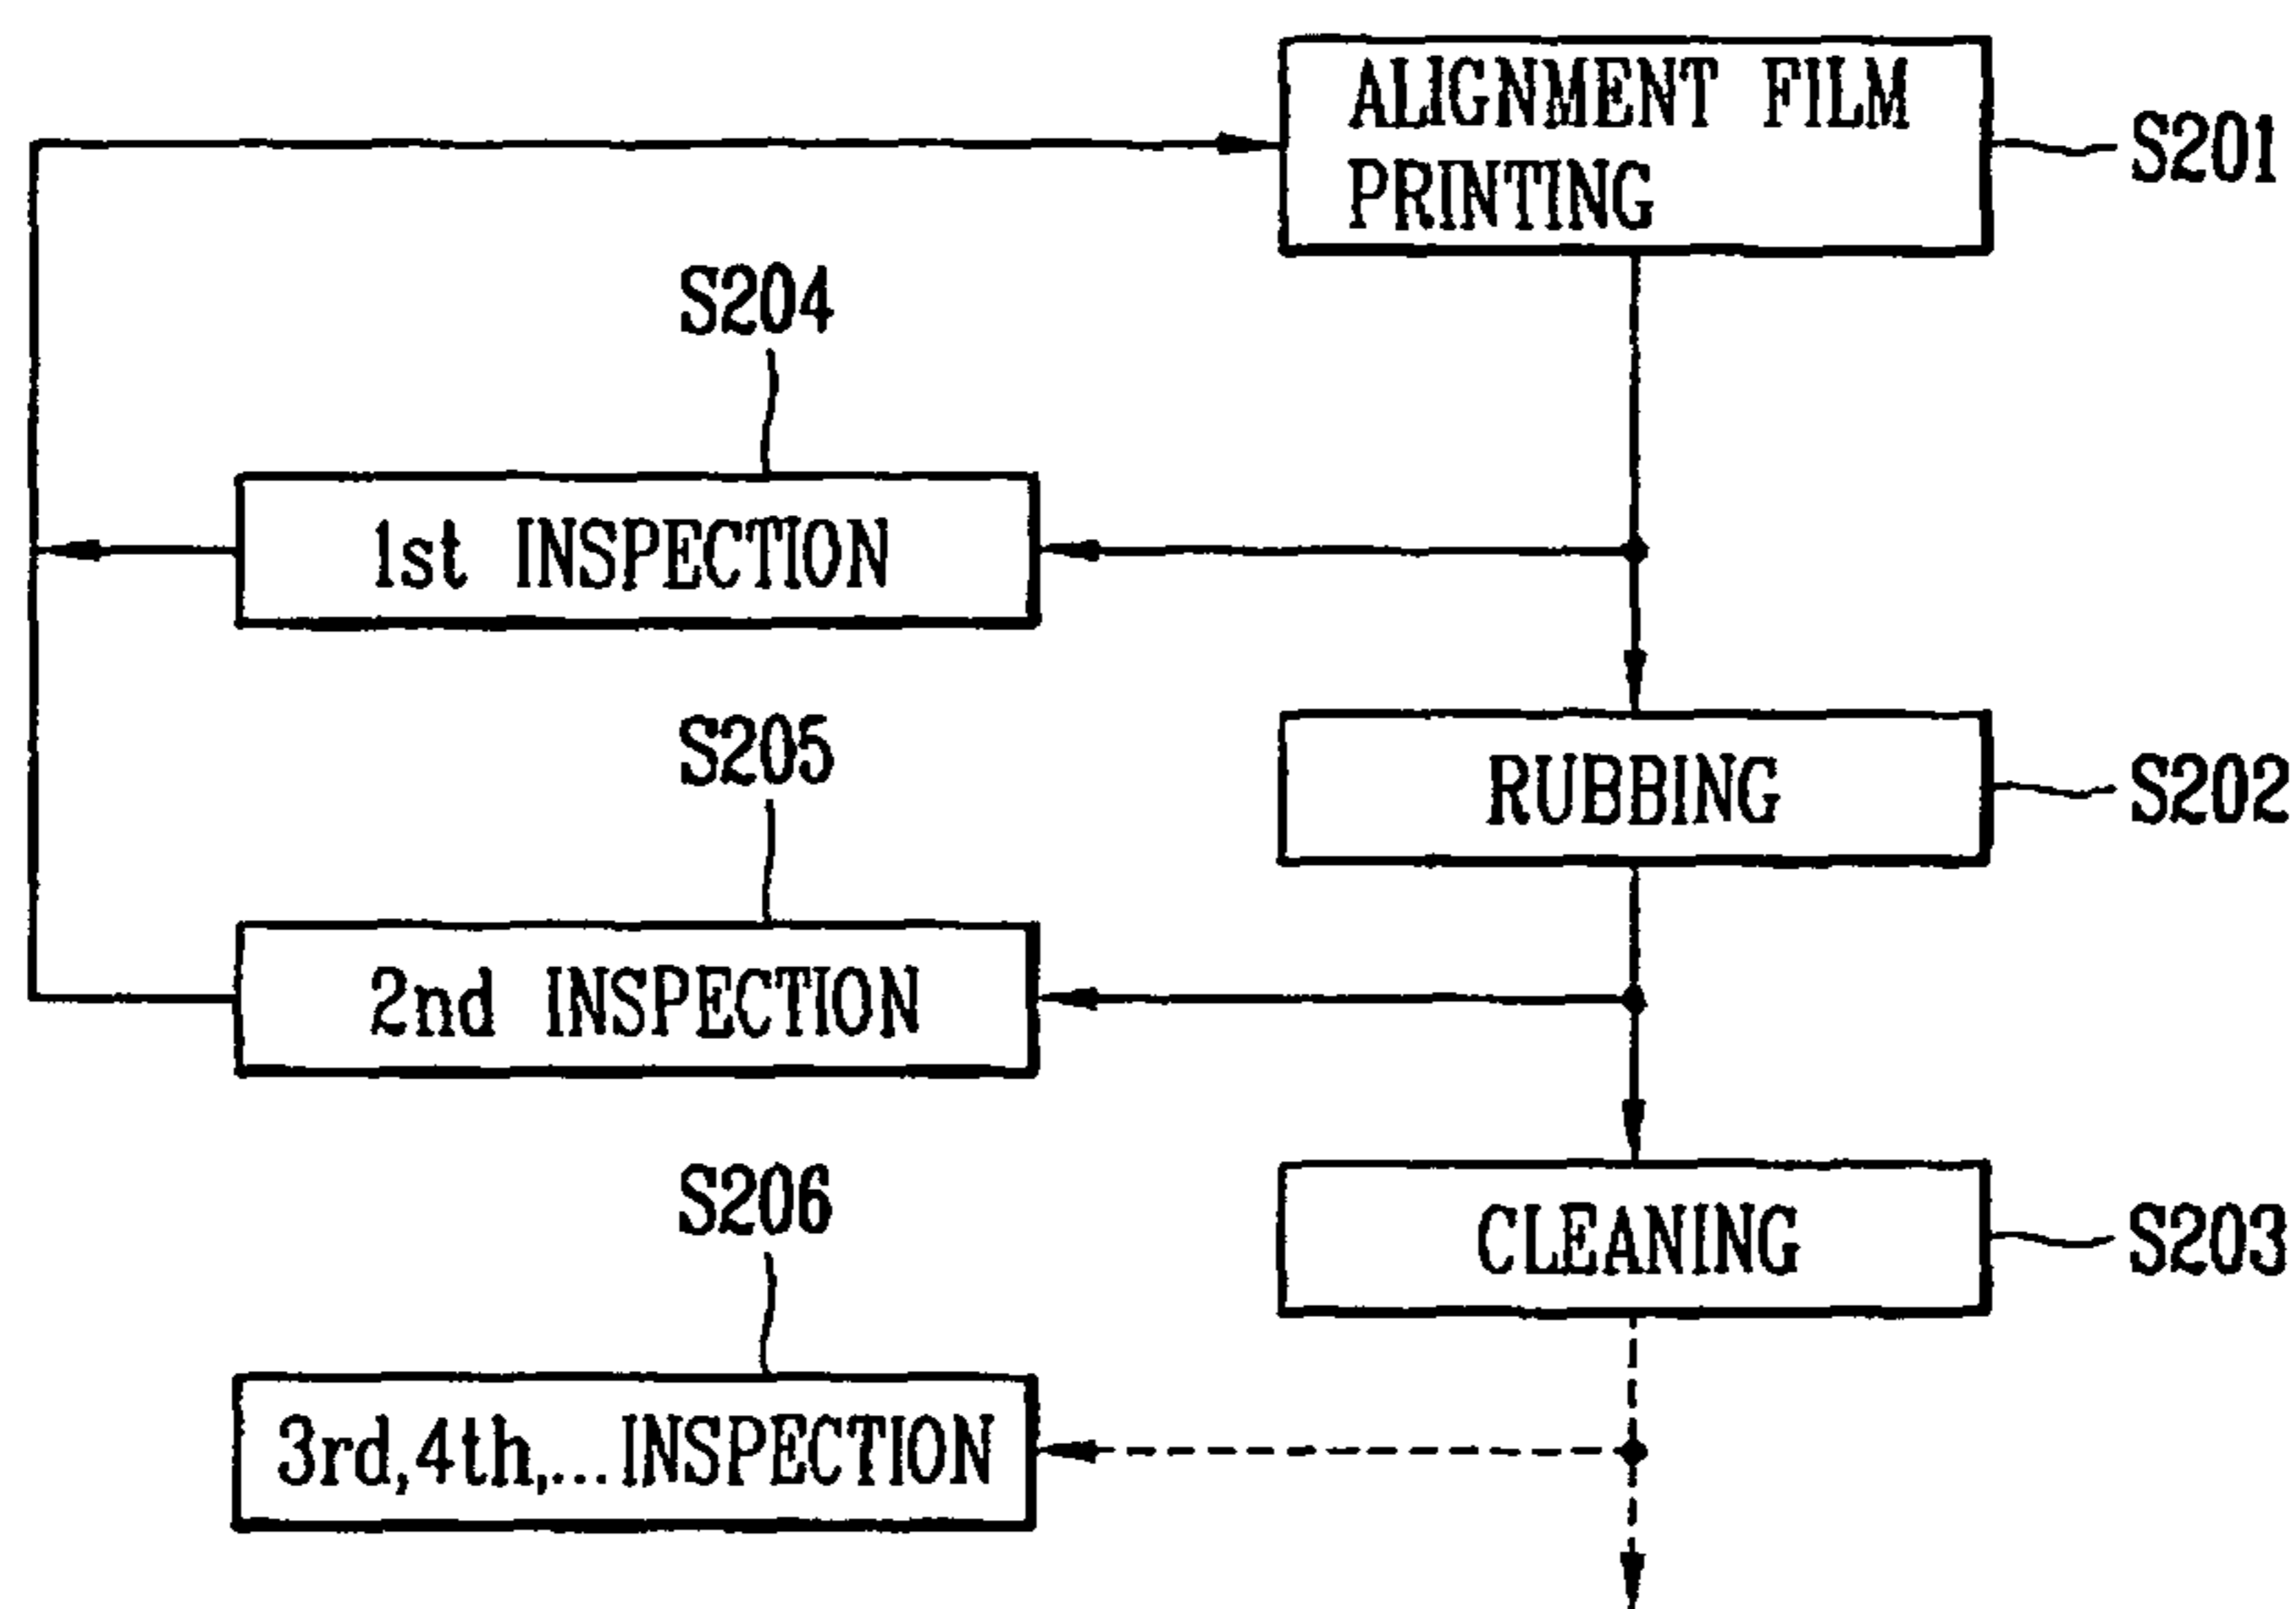 ALIGNMENT FILM
PRINTING
S201
S204
1st INSPECTION
S205
RUBBING
S202
2nd INSPECTION
S206
CLEANING
S203
3rd,4th,...INSPECTION